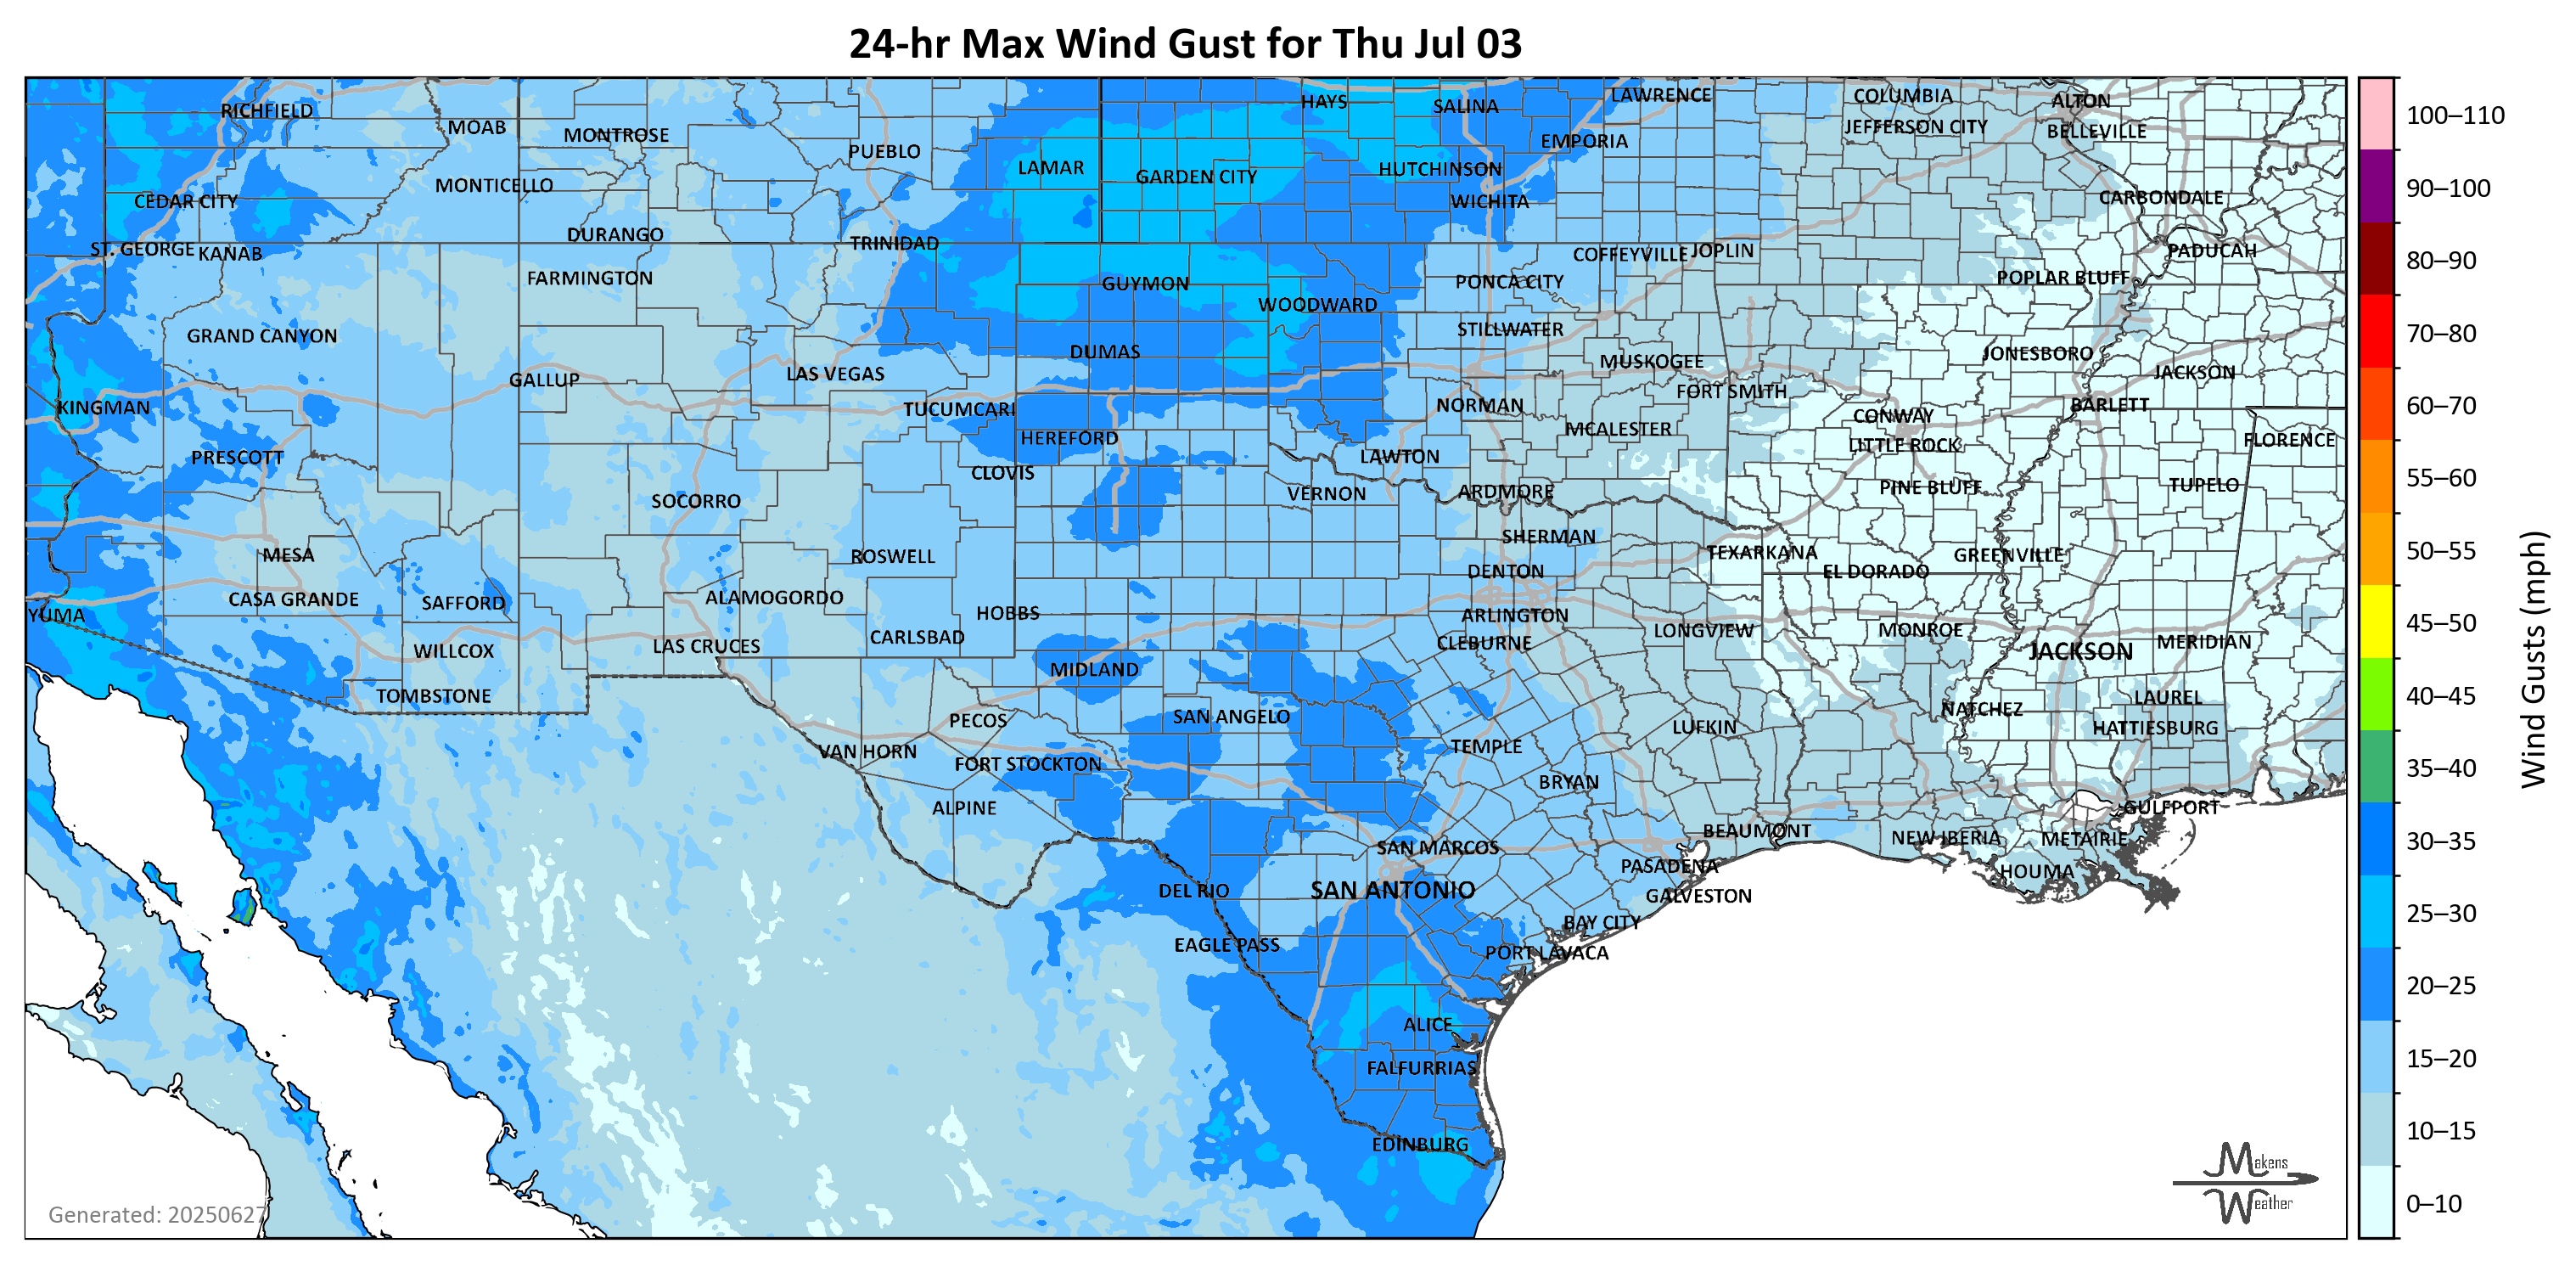 24-hr Max Wind Gust for Thu Jul 03
RICHFIELD
MOAB
MONTROSE
PUEBLO
LAMAR
HAYS
SALINA
LAWRENCE
COLUMBIA
ALTON
JEFFERSON CITY
BELLEVILLE
EMPORIA
GARDEN CITY
HUTCHINSON
MONTICELLO
CEDAR CITY
WICHITA
CARBONDALE
DURANGO
TRINIDAD
ST. GEORGE
KANAB
COFFEYVILLE
JOPLIN
PADUCAH
FARMINGTON
GUYMON
PONCA CITY
POPLAR BLUFF
WOODWARD
GRAND CANYON
STILLWATER
DUMAS
MUSKOGEE
JONESBORO
GALLUP
LAS VEGAS
JACKSON
FORT SMITH
KINGMAN
TUCUMCARI
NORMAN
CONWAY
BARLETT
HEREFORD
MCALESTER
LITTLE ROCK
FLORENCE
PRESCOTT
CLOVIS
LAWTON
SOCORRO
VERNON
ARDMORE
PINE BLUFF
TUPELO
MESA
ROSWELL
SHERMAN
TEXARKANA
GREENVILLE
DENTON
EL DORADO
CASA GRANDE
SAFFORD
ALAMOGORDO
HOBBS
ARLINGTON
YUMA
WILLCOX
LAS CRUCES
CARLSBAD
CLEBURNE
LONGVIEW
MONROE
JACKSON
MERIDIAN
MIDLAND
TOMBSTONE
LAUREL
PECOS
SAN ANGELO
LUFKIN
NATCHEZ
HATTIESBURG
VAN HORN
FORT STOCKTON
TEMPLE
BRYAN
ALPINE
GULFPORT
BEAUMONT
NEW IBERIA
METAIRIE
SAN MARCOS
PASADENA
HOUMA
DEL RIO
SAN ANTONIO
GALVESTON
BAY CITY
EAGLE PASS
PORT LAVACA
ALICE
FALFURRIAS
EDINBURG
Generated: 20250627
Makens
Weather
100–110
90–100
80–90
70–80
60–70
55–60
50–55
45–50
40–45
35–40
30–35
25–30
20–25
15–20
10–15
0–10
Wind Gusts (mph)